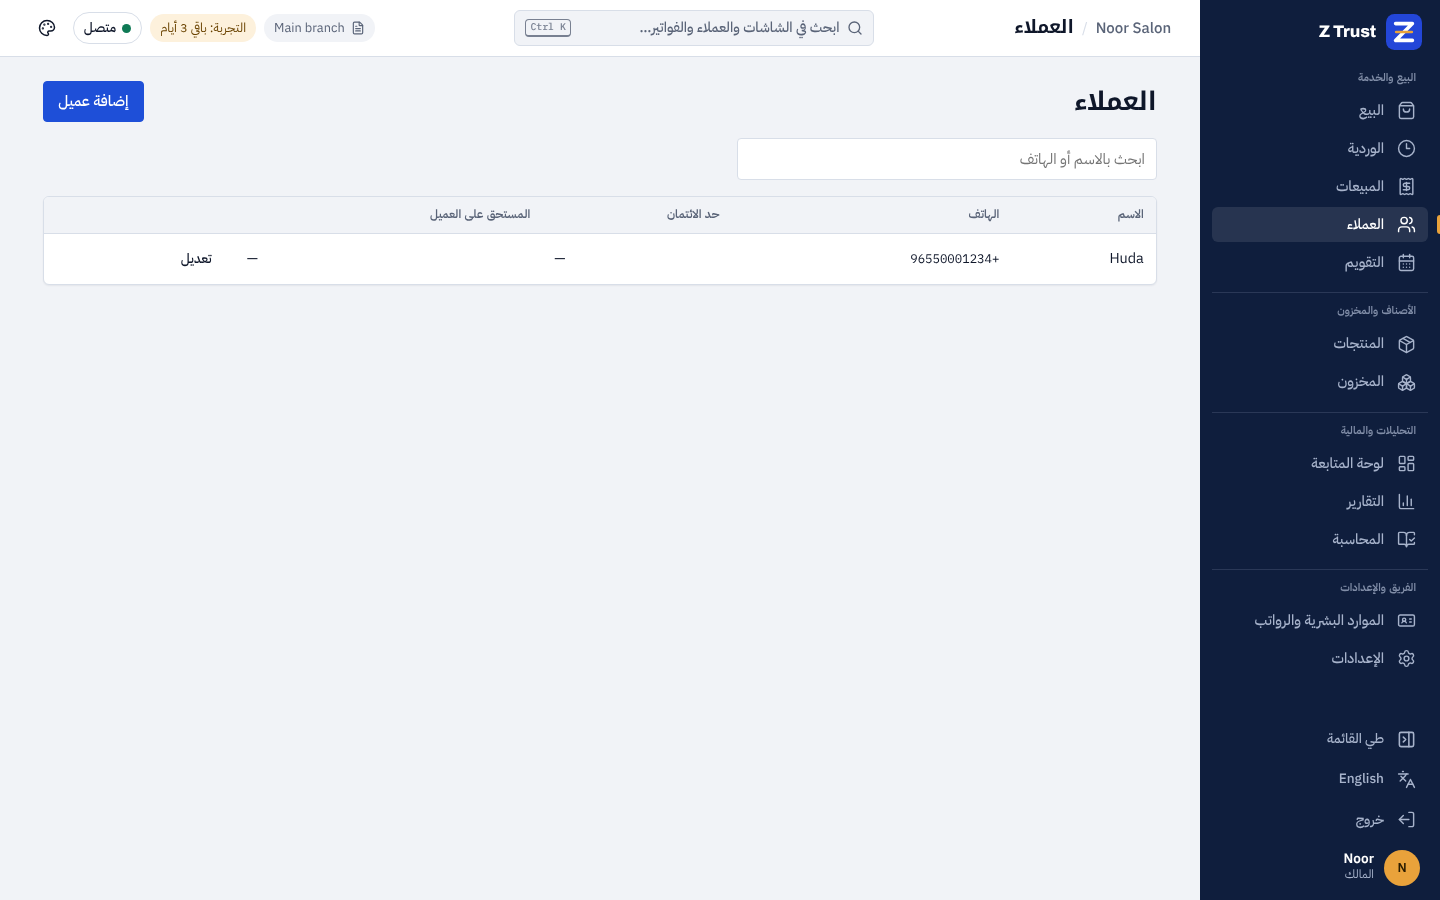 Z Trust
البيع والخدمة
البيع
الوردية
المبيعات
العملاء
التقويم
الأصناف والمخزون
المنتجات
المخزون
التحليلات والمالية
لوحة المتابعة
التقارير
المحاسبة
الفريق والإعدادات
الموارد البشرية والرواتب
الإعدادات
طي القائمة
English
خروج
Noor
المالك
N
Noor Salon / العملاء
ابحث في الشاشات والعملاء والفواتير... Ctrl K
Main branch
التجربة: باقي 3 أيام
متصل
العملاء
إضافة عميل
ابحث بالاسم أو الهاتف
الاسم الهاتف حد الائتمان المستحق على العميل
Huda +96550001234 — — تعديل